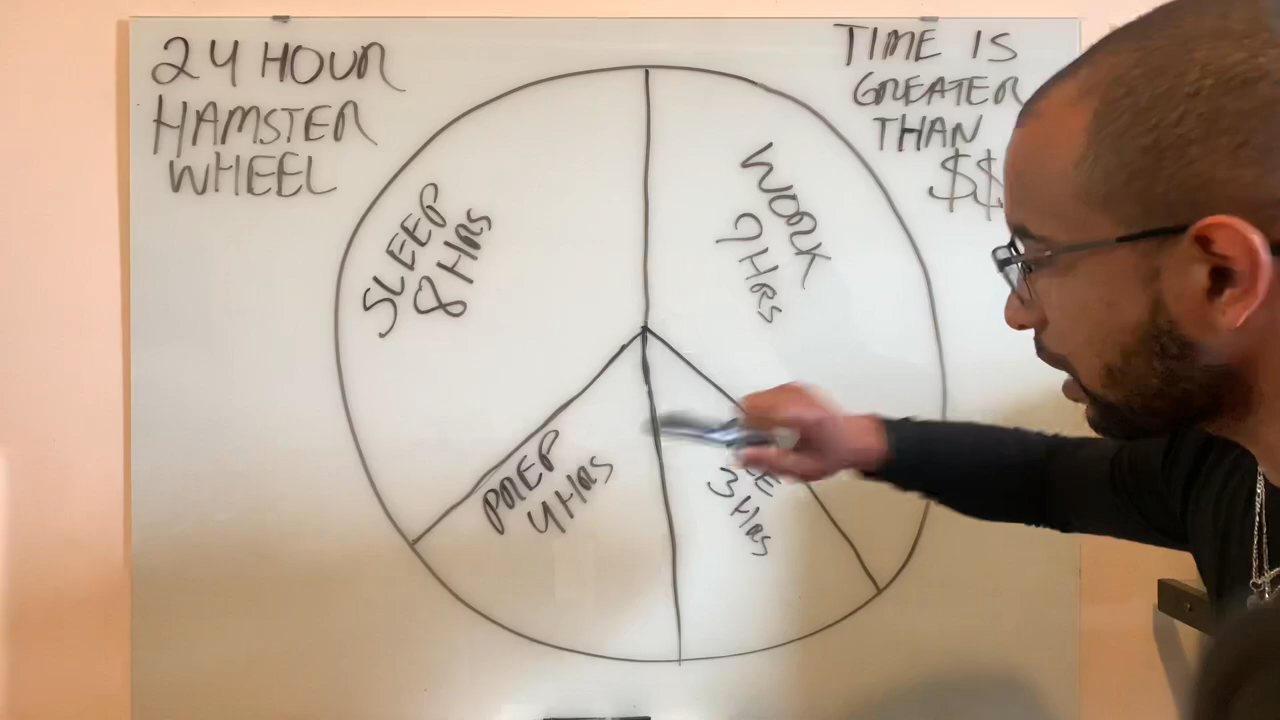 24 HOUR
HAMSTER
WHEEL
TIME IS
GREATER
THAN
$$
SLEEP
8 HRS
WORK
9 HRS
PREP
4 HRS
3 HRS